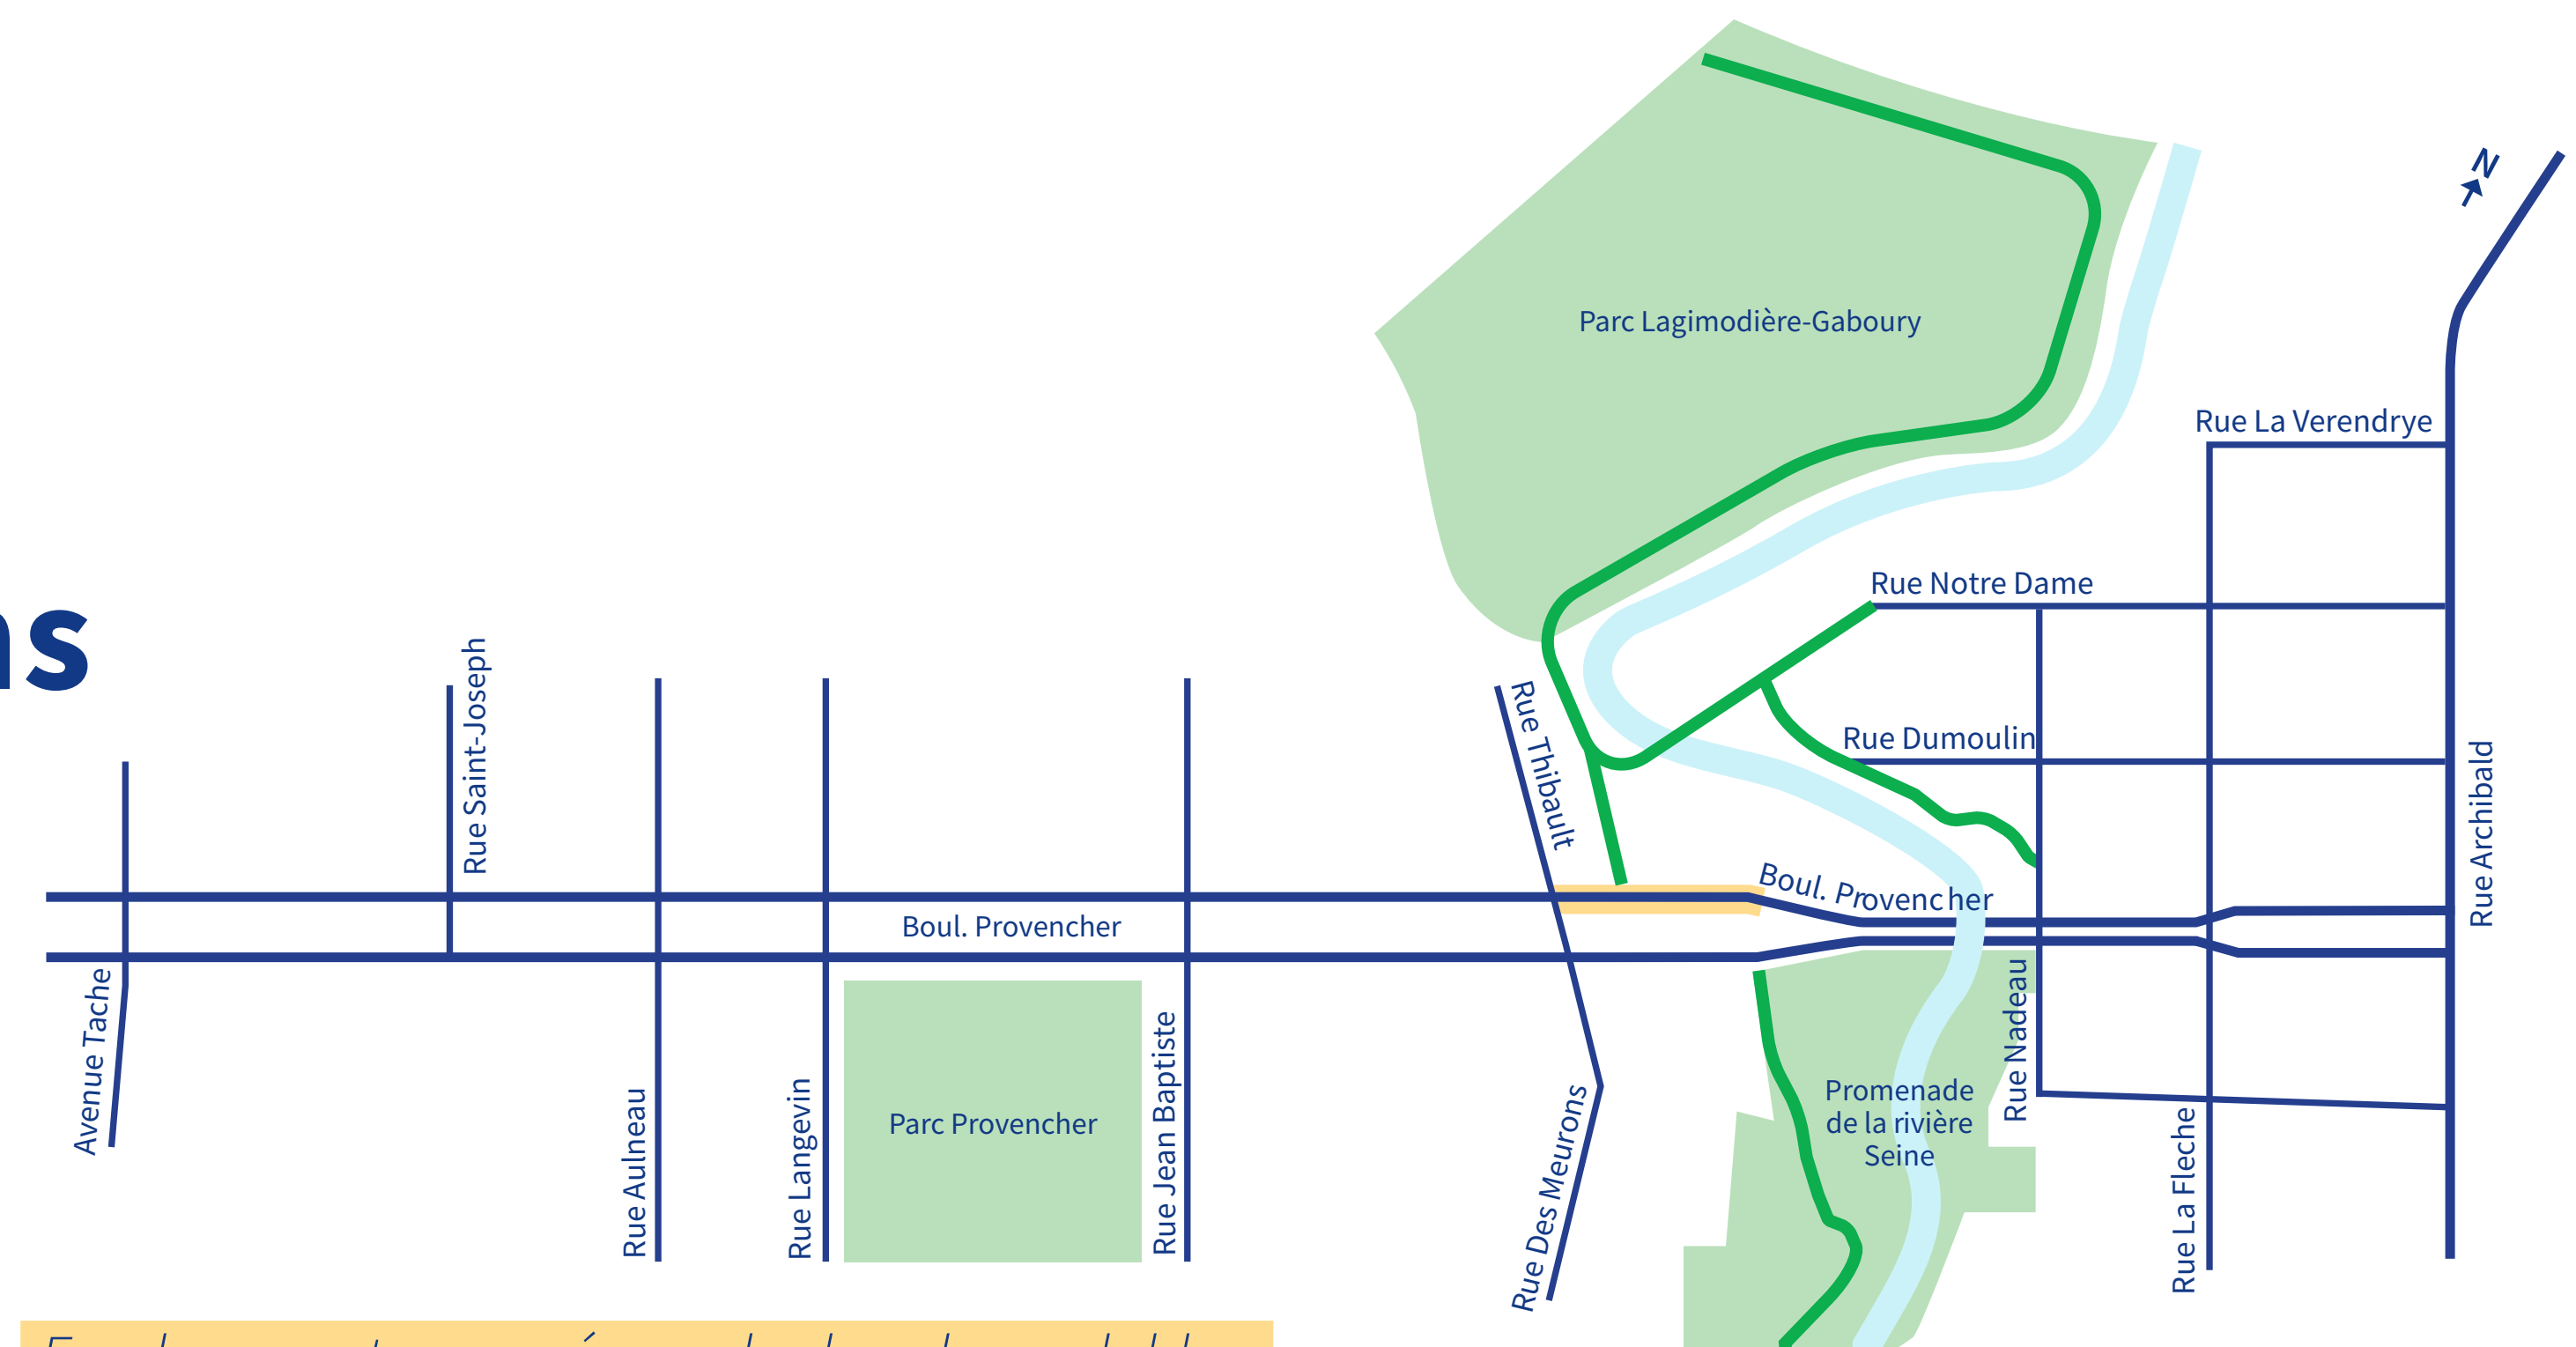 N
Parc Lagimodière-Gaboury
Rue La Verendrye
Rue Notre Dame
Rue Saint-Joseph
Rue Thibault
Rue Dumoulin
Rue Archibald
Boul. Provencher
Boul. Provencher
Avenue Tache
Rue Aulneau
Rue Langevin
Parc Provencher
Rue Jean Baptiste
Rue Des Meurons
Promenade
de la rivière
Seine
Rue Nadeau
Rue La Fleche